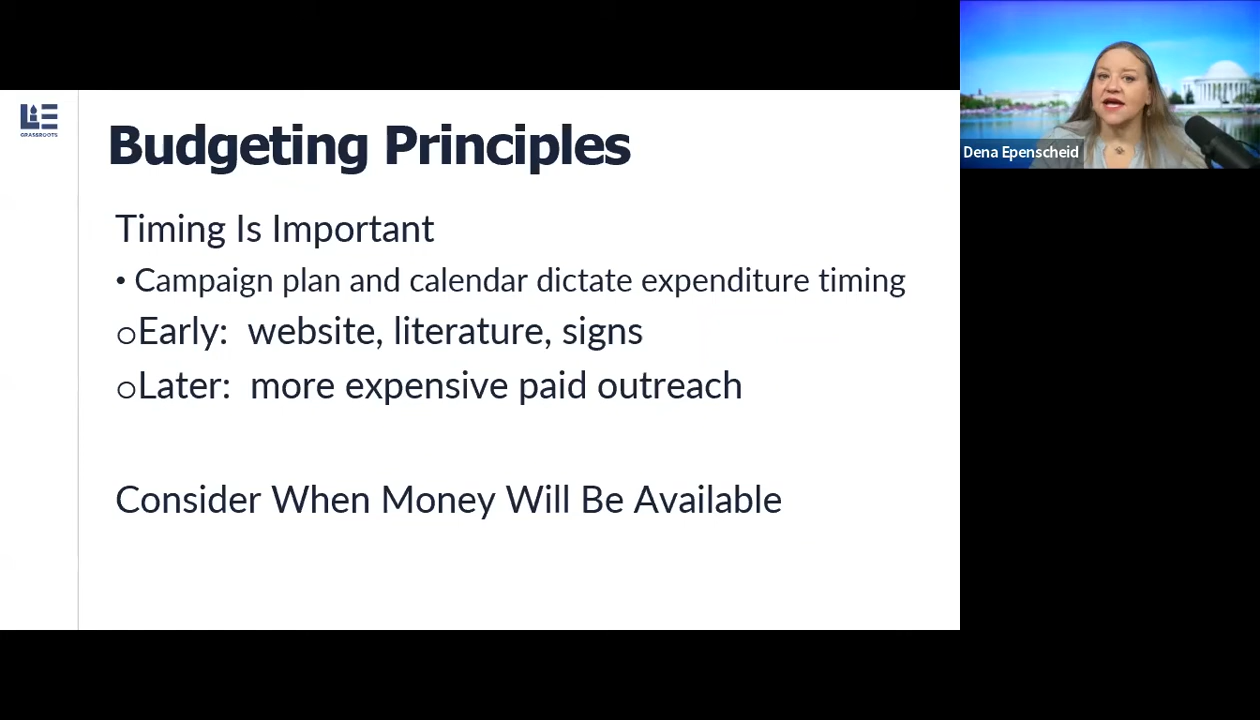 LE
GRASSROOTS
Budgeting Principles
Timing Is Important
• Campaign plan and calendar dictate expenditure timing
oEarly: website, literature, signs
oLater: more expensive paid outreach
Consider When Money Will Be Available
Dena Epenscheid